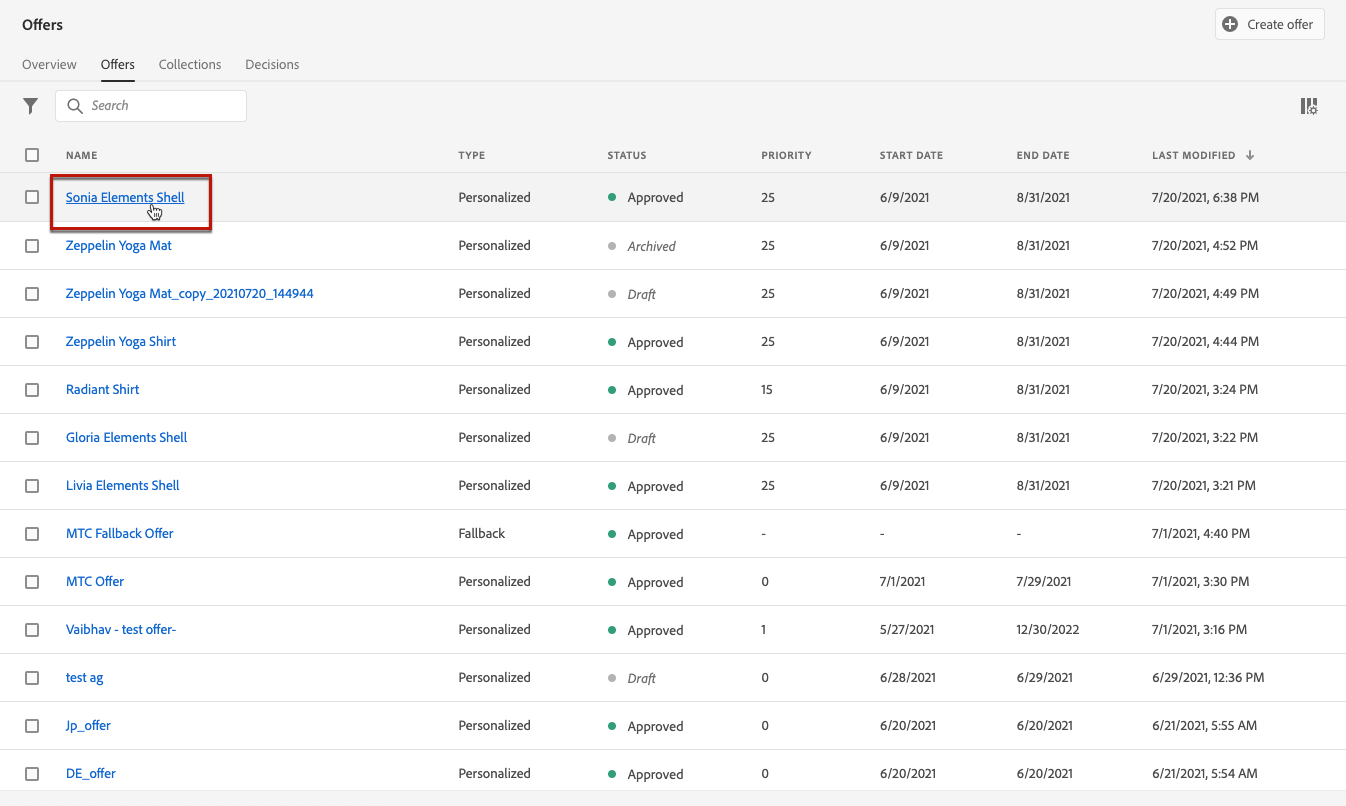 Offers
Create offer
Overview Offers Collections Decisions
Search
NAME TYPE STATUS PRIORITY START DATE END DATE LAST MODIFIED
Sonia Elements Shell Personalized Approved 25 6/9/2021 8/31/2021 7/20/2021, 6:38 PM
Zeppelin Yoga Mat Personalized Archived 25 6/9/2021 8/31/2021 7/20/2021, 4:52 PM
Zeppelin Yoga Mat_copy_20210720_144944 Personalized Draft 25 6/9/2021 8/31/2021 7/20/2021, 4:49 PM
Zeppelin Yoga Shirt Personalized Approved 25 6/9/2021 8/31/2021 7/20/2021, 4:44 PM
Radiant Shirt Personalized Approved 15 6/9/2021 8/31/2021 7/20/2021, 3:24 PM
Gloria Elements Shell Personalized Draft 25 6/9/2021 8/31/2021 7/20/2021, 3:22 PM
Livia Elements Shell Personalized Approved 25 6/9/2021 8/31/2021 7/20/2021, 3:21 PM
MTC Fallback Offer Fallback Approved - - - 7/1/2021, 4:40 PM
MTC Offer Personalized Approved 0 7/1/2021 7/29/2021 7/1/2021, 3:30 PM
Vaibhav - test offer- Personalized Approved 1 5/27/2021 12/30/2022 7/1/2021, 3:16 PM
test ag Personalized Draft 0 6/28/2021 6/29/2021 6/29/2021, 12:36 PM
Jp_offer Personalized Approved 0 6/20/2021 6/20/2021 6/21/2021, 5:55 AM
DE_offer Personalized Approved 0 6/20/2021 6/20/2021 6/21/2021, 5:54 AM